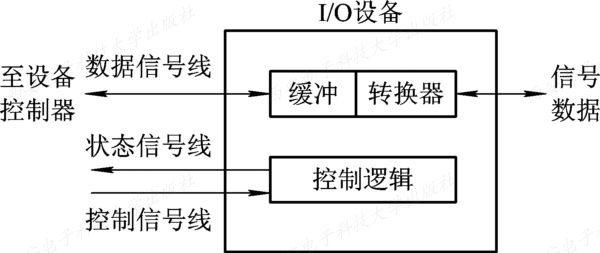 I/O设备
数据信号线
至设备
控制器
缓冲
转换器
信号
数据
状态信号线
控制逻辑
控制信号线